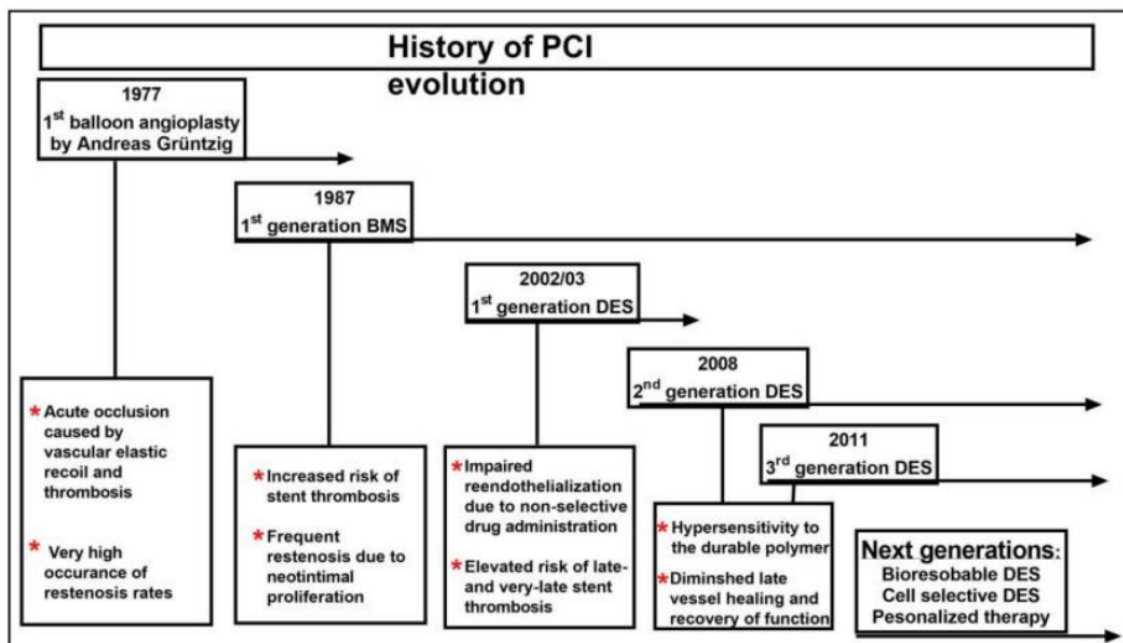 History of PCI
evolution
1977
1st balloon angioplasty
by Andreas Grüntzig
1987
1st generation BMS
2002/03
1st generation DES
2008
2nd generation DES
2011
3rd generation DES
* Acute occlusion
caused by
vascular elastic
recoil and
thrombosis
* Very high
occurance of
restenosis rates
* Increased risk of
stent thrombosis
* Frequent
restenosis due to
neotintimal
proliferation
* Impaired
reendothelialization
due to non-selective
drug administration
* Elevated risk of late-
and very-late stent
thrombosis
* Hypersensitivity to
the durable polymer
* Diminshed late
vessel healing and
recovery of function
Next generations:
Bioresobable DES
Cell selective DES
Pesonalized therapy